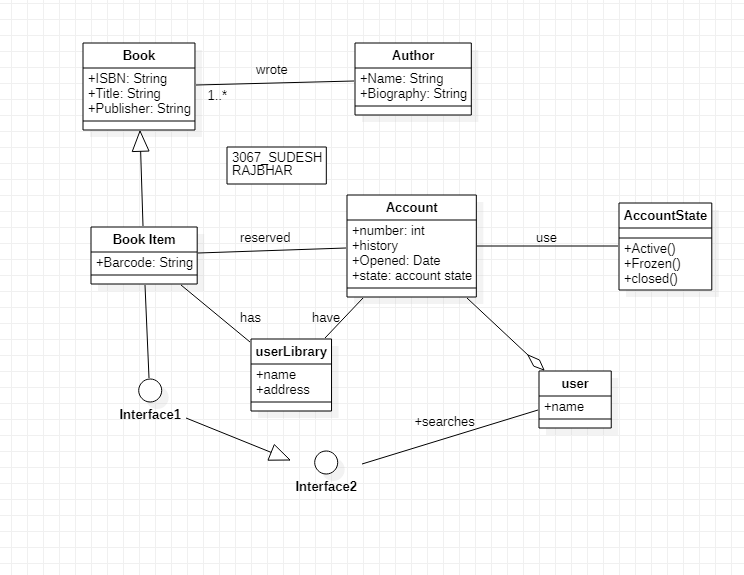 Book
+ISBN: String
+Title: String
+Publisher: String
wrote
1..*
Author
+Name: String
+Biography: String
3067_SUDESH
RAJBHAR
Book Item
+Barcode: String
reserved
Account
+number: int
+history
+Opened: Date
+state: account state
use
AccountState
+Active()
+Frozen()
+closed()
has
have
userLibrary
+name
+address
user
+name
Interface1
+searches
Interface2